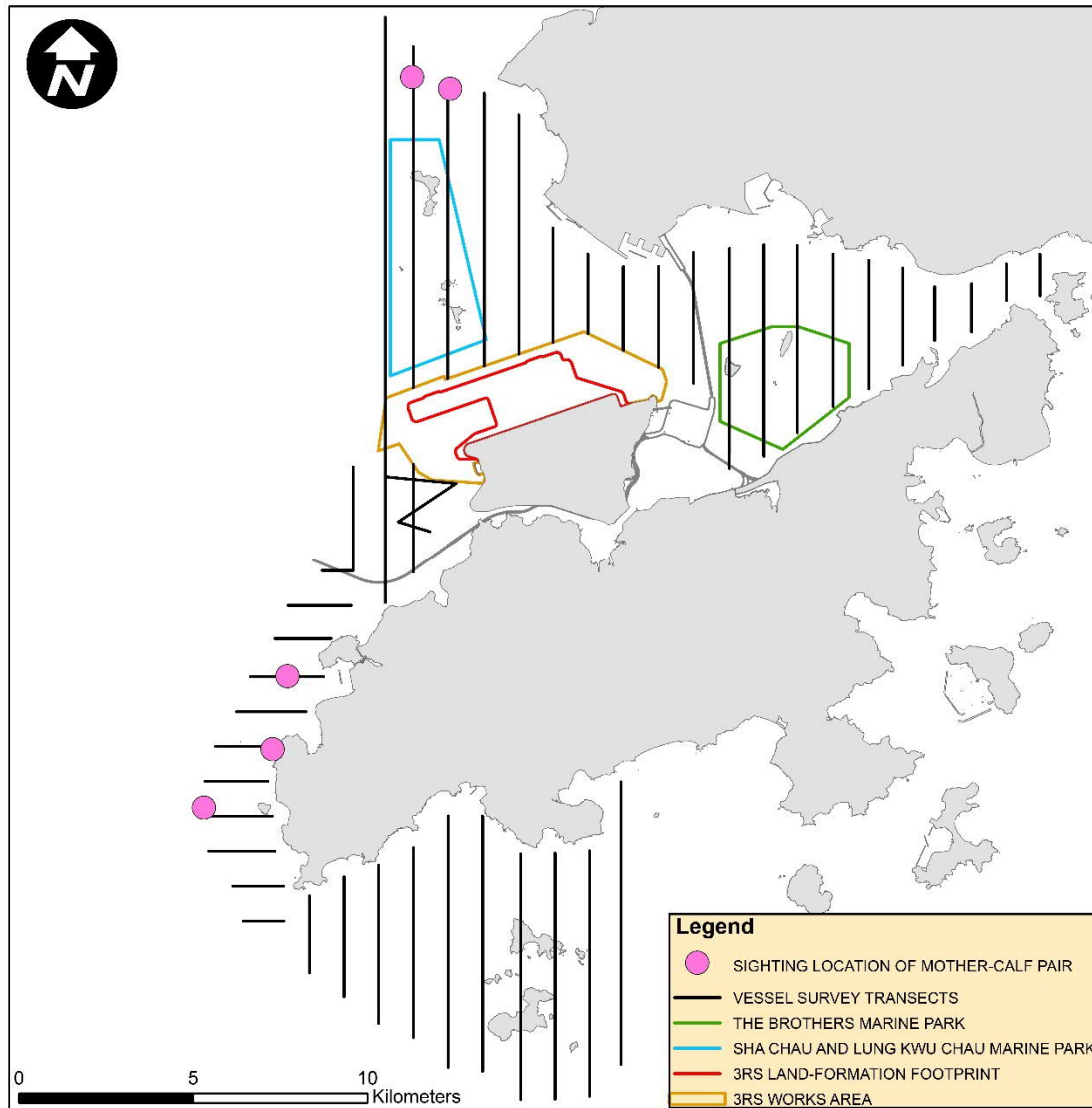 N
Legend
SIGHTING LOCATION OF MOTHER-CALF PAIR
VESSEL SURVEY TRANSECTS
THE BROTHERS MARINE PARK
SHA CHAU AND LUNG KWU CHAU MARINE PARK
3RS LAND-FORMATION FOOTPRINT
3RS WORKS AREA
0 5 10
Kilometers